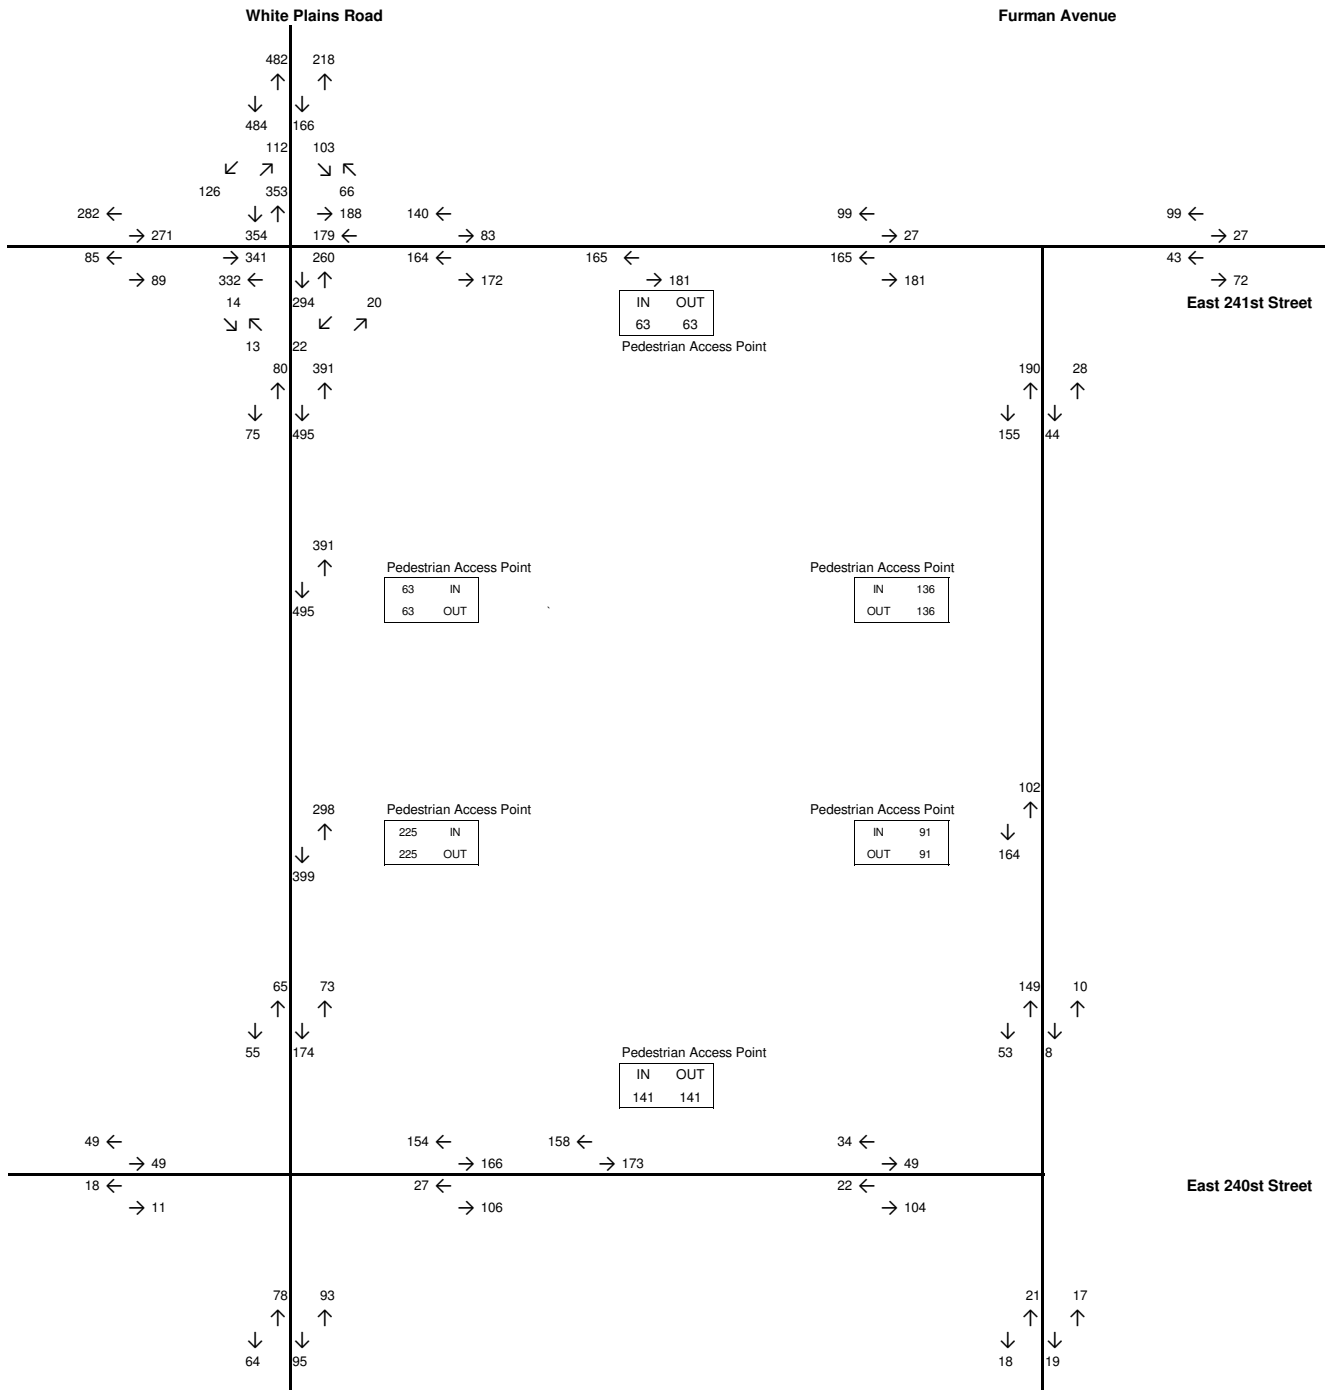 White Plains Road Furman Avenue
482 218
↑ ↑
↓ ↓
484 166
112 103
↙ ↗ ↘ ↖
126 353 66
282 ← ↓ ↑ → 188 140 ← 99 ← 99 ←
→ 271 354 179 ← → 83 → 27 → 27
85 ← → 341 260 164 ← 165 ← 165 ← 43 ←
→ 89 332 ← ↓ ↑ → 172 → 181 → 181 → 72
14 294 20 IN OUT East 241st Street
↘ ↖ ↙ ↗ 63 63
13 22 Pedestrian Access Point
80 391 190 28
↑ ↑ ↑ ↑
↓ ↓ ↓ ↓
75 495 155 44
391
↑ Pedestrian Access Point Pedestrian Access Point
↓ 63 IN IN 136
495 63 OUT ` OUT 136
102
298 Pedestrian Access Point Pedestrian Access Point ↑
↑ 225 IN IN 91 ↓
↓ 225 OUT OUT 91 164
399
65 73 149 10
↑ ↑ ↑ ↑
↓ ↓ ↓ ↓
55 174 Pedestrian Access Point 53 8
IN OUT
141 141
49 ← 154 ← 158 ← 34 ←
→ 49 → 166 → 173 → 49
18 ← 27 ← 22 ← East 240st Street
→ 11 → 106 → 104
78 93 21 17
↑ ↑ ↑ ↑
↓ ↓ ↓ ↓
64 95 18 19